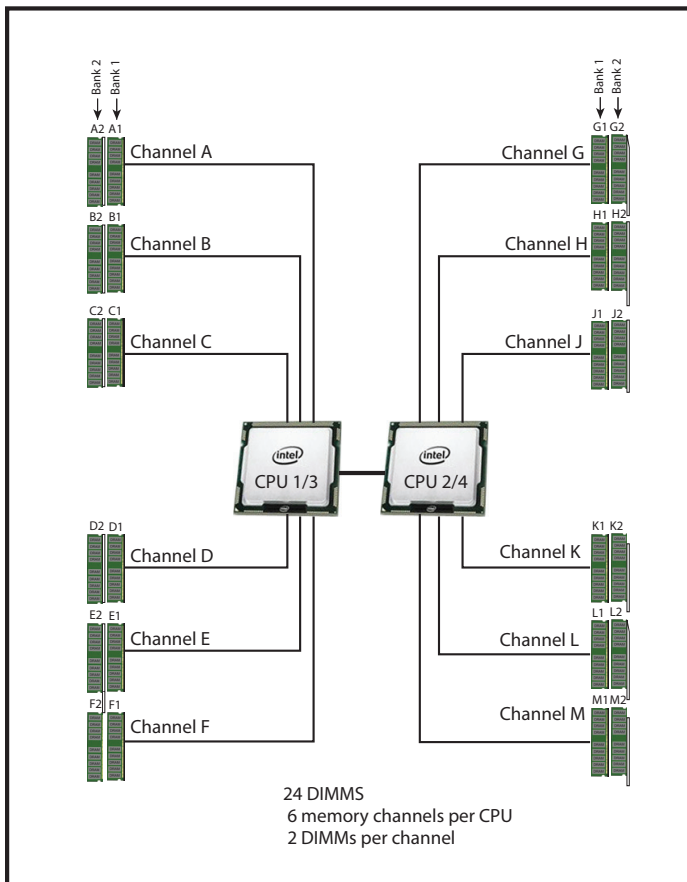 Bank 2
Bank 1
Bank 1
Bank 2
A2 A1
G1 G2
Channel A
Channel G
B2 B1
H1 H2
Channel B
Channel H
C2 C1
J1 J2
Channel C
Channel J
intel
CPU 1/3
intel
CPU 2/4
D2 D1
K1 K2
Channel D
Channel K
E2 E1
L1 L2
Channel E
Channel L
F2 F1
M1 M2
Channel F
Channel M
24 DIMMS
6 memory channels per CPU
2 DIMMs per channel